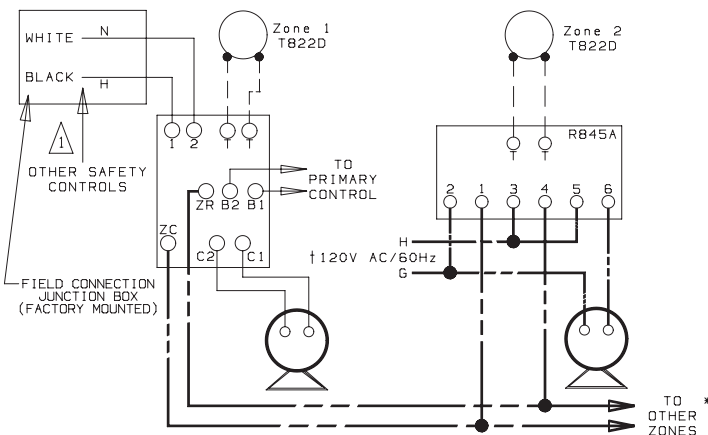 WHITE N
BLACK H
Zone 1
T822D
Zone 2
T822D
1
OTHER SAFETY
CONTROLS
1 2 T T
TO
PRIMARY
CONTROL
ZR B2 B1
ZC
C2 C1
FIELD CONNECTION
JUNCTION BOX
(FACTORY MOUNTED)
R845A
T T
2 1 3 4 5 6
H
†120V AC/60Hz
G
TO *
OTHER
ZONES